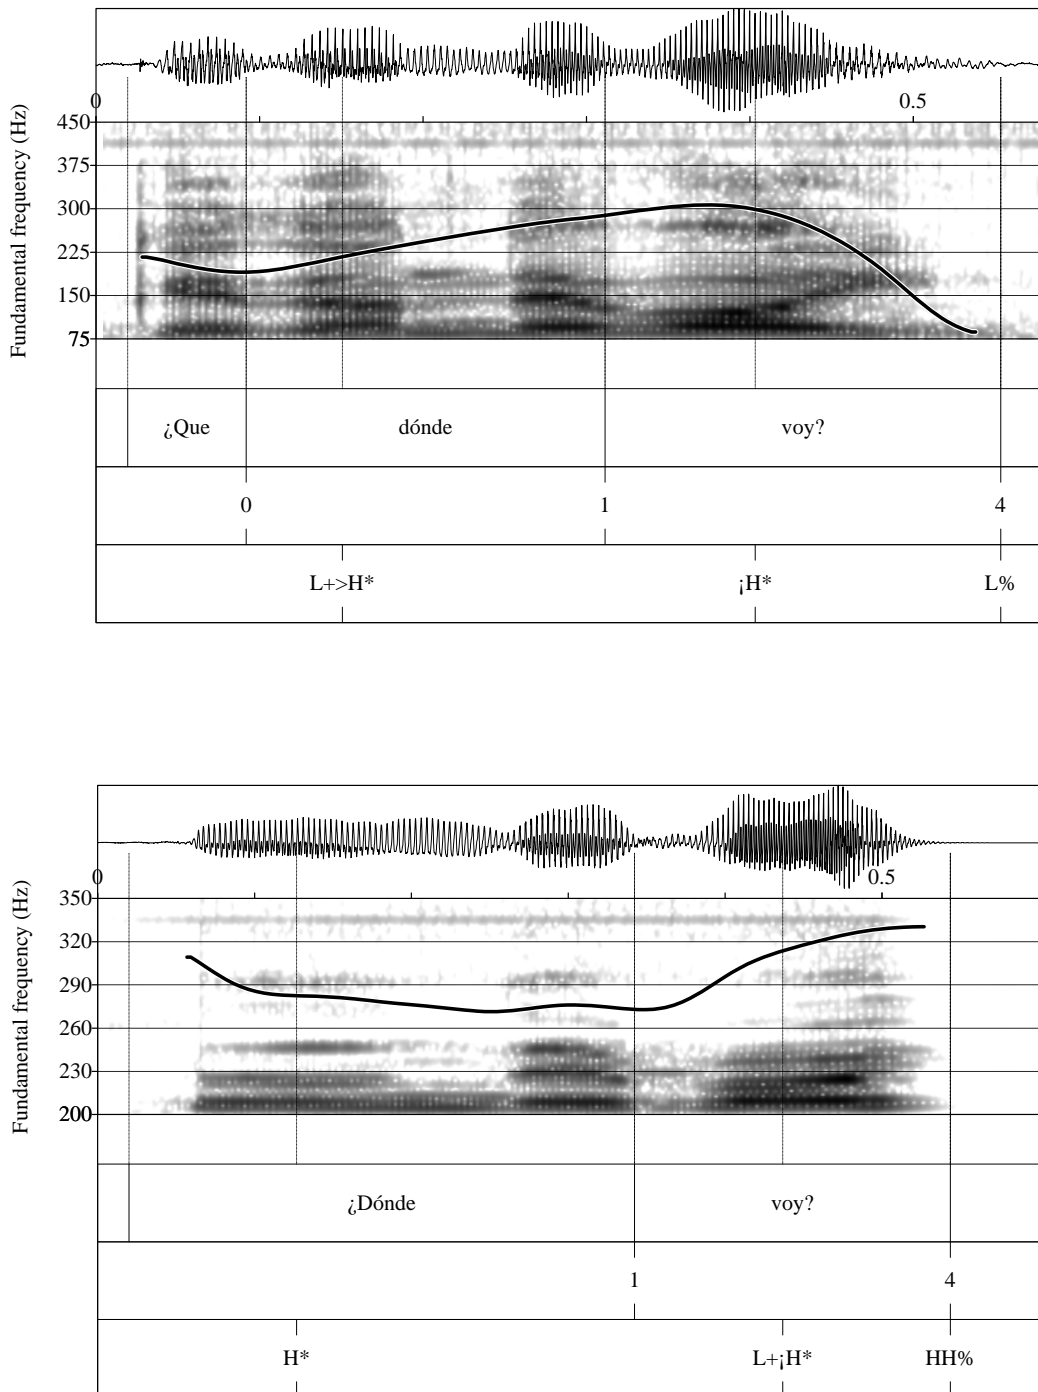 0 0.5
Fundamental frequency (Hz)
450
375
300
225
150
75
¿Que dónde voy?
0 1 4
L+>H* ¡H* L%
0 0.5
Fundamental frequency (Hz)
350
320
290
260
230
200
¿Dónde voy?
1 4
H* L+¡H* HH%